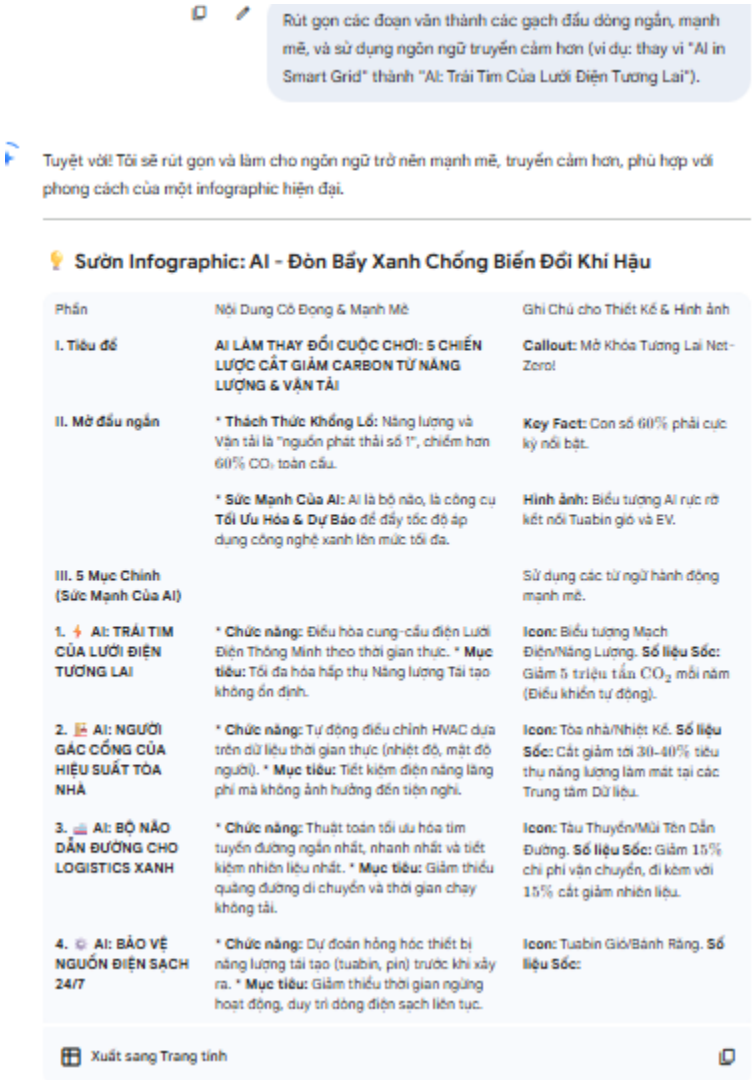 Rút gọn các đoạn văn thành các gạch đầu dòng ngắn, mạnh
mẽ, và sử dụng ngôn ngữ truyền cảm hơn (ví dụ: thay vì "AI in
Smart Grid" thành "AI: Trái Tim Của Lưới Điện Tương Lai").
Tuyệt vời! Tôi sẽ rút gọn và làm cho ngôn ngữ trở nên mạnh mẽ, truyền cảm hơn, phù hợp với
phong cách của một infographic hiện đại.
💡 Sườn Infographic: AI - Đòn Bẩy Xanh Chống Biến Đổi Khí Hậu
Phần
Nội Dung Cô Đọng & Mạnh Mẽ
Ghi Chú cho Thiết Kế & Hình ảnh
I. Tiêu đề
AI LÀM THAY ĐỔI CUỘC CHƠI: 5 CHIẾN
LƯỢC CẮT GIẢM CARBON TỪ NĂNG
LƯỢNG & VẬN TẢI
Callout: Mở Khóa Tương Lai Net-
Zero!
II. Mở đầu ngắn
* Thách Thức Khổng Lồ: Năng lượng và
Vận tải là "nguồn phát thải số 1", chiếm hơn
60% CO₂ toàn cầu.
Key Fact: Con số 60% phải cực
kỳ nổi bật.
* Sức Mạnh Của AI: AI là bộ não, là công cụ
Tối Ưu Hóa & Dự Báo để đẩy tốc độ áp
dụng công nghệ xanh lên mức tối đa.
Hình ảnh: Biểu tượng AI rực rỡ
kết nối Tuabin gió và EV.
III. 5 Mục Chính
(Sức Mạnh Của AI)
Sử dụng các từ ngữ hành động
mạnh mẽ.
1. ⚡ AI: TRÁI TIM
CỦA LƯỚI ĐIỆN
TƯƠNG LAI
* Chức năng: Điều hòa cung-cầu điện Lưới
Điện Thông Minh theo thời gian thực. * Mục
tiêu: Tối đa hóa hấp thụ Năng lượng Tái tạo
không ổn định.
Icon: Biểu tượng Mạch
Điện/Năng Lượng. Số liệu Sốc:
Giảm 5 triệu tấn CO₂ mỗi năm
(Điều khiển tự động).
2. AI: NGƯỜI
GÁC CỔNG CỦA
HIỆU SUẤT TÒA
NHÀ
* Chức năng: Tự động điều chỉnh HVAC dựa
trên dữ liệu thời gian thực (nhiệt độ, mật độ
người). * Mục tiêu: Tiết kiệm điện năng lãng
phí mà không ảnh hưởng đến tiện nghi.
Icon: Tòa nhà/Nhiệt Kế. Số liệu
Sốc: Cắt giảm tới 30-40% tiêu
thụ năng lượng làm mát tại các
Trung tâm Dữ liệu.
3. AI: BỘ NÃO
DẪN ĐƯỜNG CHO
LOGISTICS XANH
* Chức năng: Thuật toán tối ưu hóa tìm
tuyến đường ngắn nhất, nhanh nhất và tiết
kiệm nhiên liệu nhất. * Mục tiêu: Giảm thiểu
quãng đường di chuyển và thời gian chạy
không tải.
Icon: Tàu Thuyền/Mũi Tên Dẫn
Đường. Số liệu Sốc: Giảm 15%
chi phí vận chuyển, đi kèm với
15% cắt giảm nhiên liệu.
4. ⚙️ AI: BẢO VỆ
NGUỒN ĐIỆN SẠCH
24/7
* Chức năng: Dự đoán hỏng hóc thiết bị
năng lượng tái tạo (tuabin, pin) trước khi xảy
ra. * Mục tiêu: Giảm thiểu thời gian ngừng
hoạt động, duy trì dòng điện sạch liên tục.
Icon: Tuabin Gió/Bánh Răng. Số
liệu Sốc:
Xuất sang Trang tính